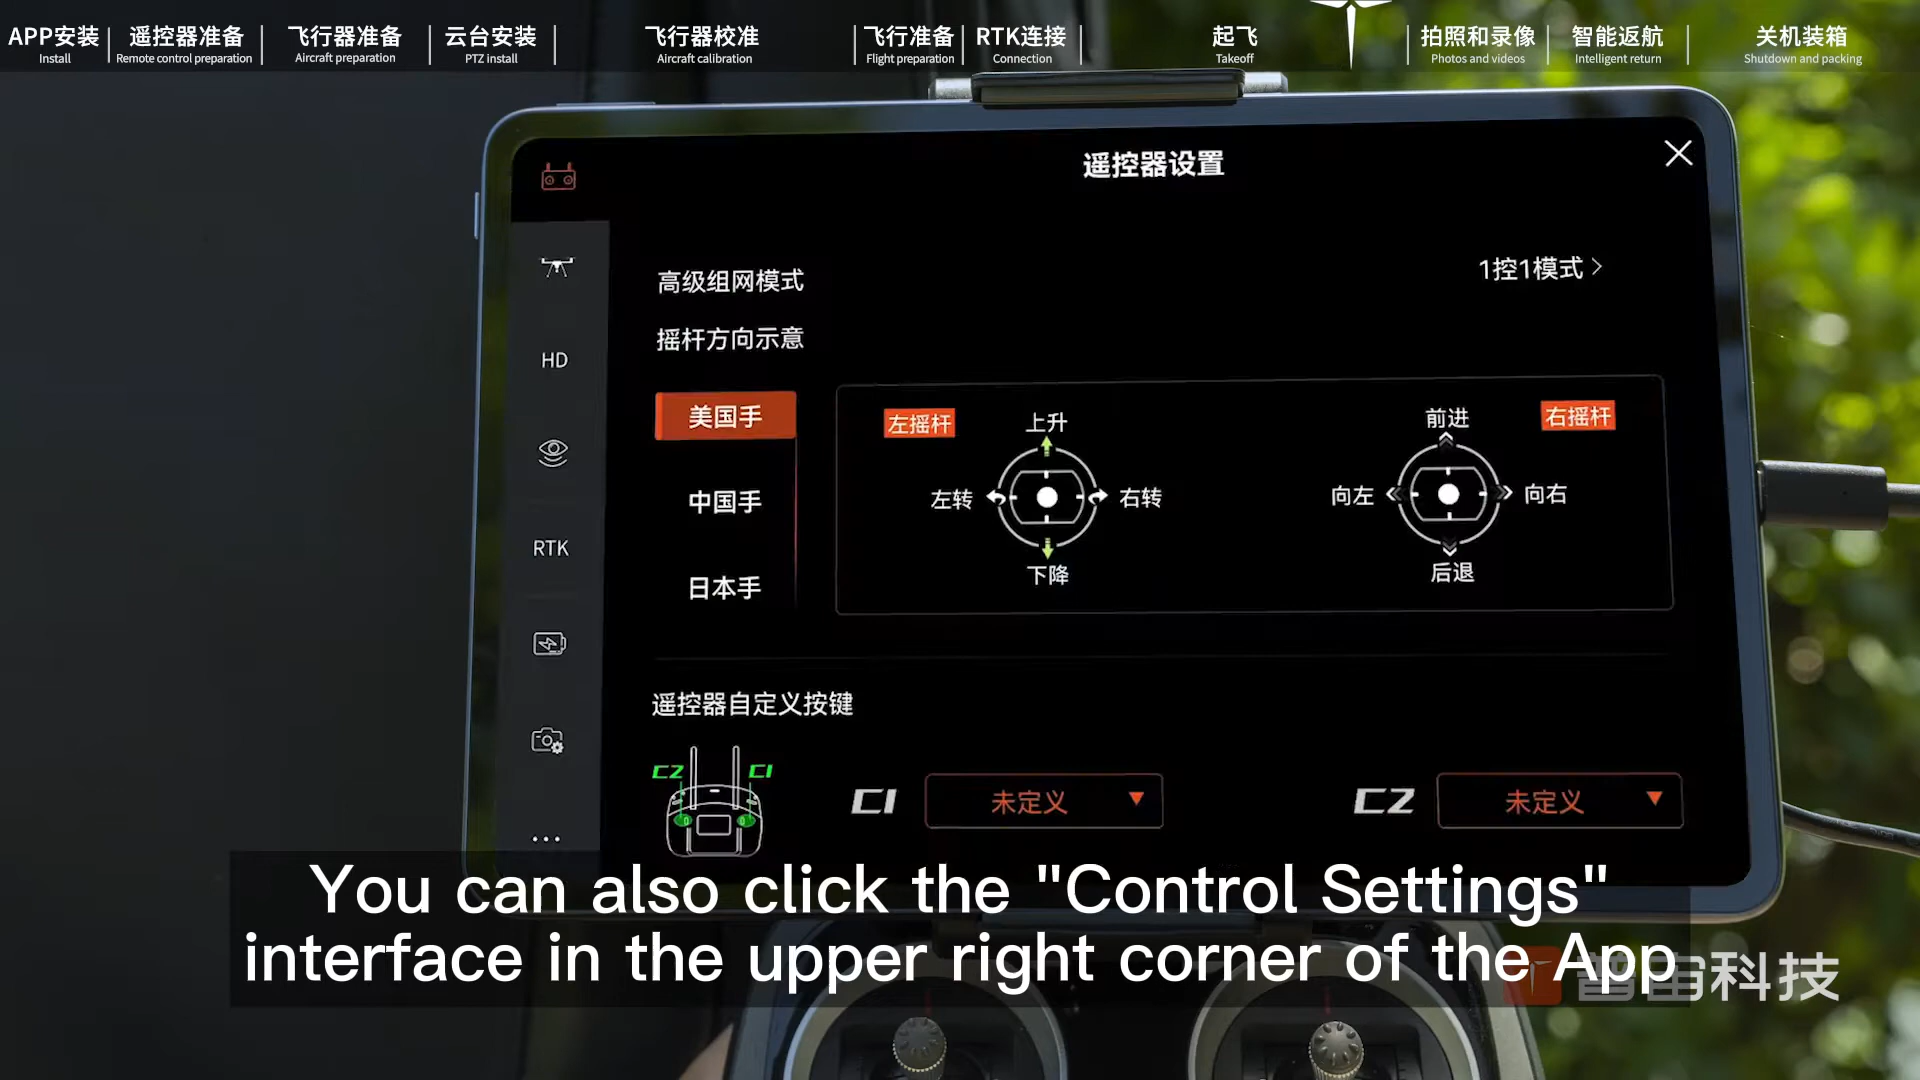 APP安装
Install
遥控器准备
Remote control preparation
飞行器准备
Aircraft preparation
云台安装
PTZ install
飞行器校准
Aircraft calibration
飞行准备
Flight preparation
RTK连接
Connection
起飞
Takeoff
拍照和录像
Photos and videos
智能返航
Intelligent return
关机装箱
Shutdown and packing
遥控器设置
高级组网模式
1控1模式
摇杆方向示意
HD
美国手
中国手
日本手
左摇杆
上升
左转
右转
下降
前进
右摇杆
向左
向右
后退
RTK
遥控器自定义按键
C2
C1
C1
未定义
C2
未定义
You can also click the "Control Settings"
interface in the upper right corner of the App
普宙科技